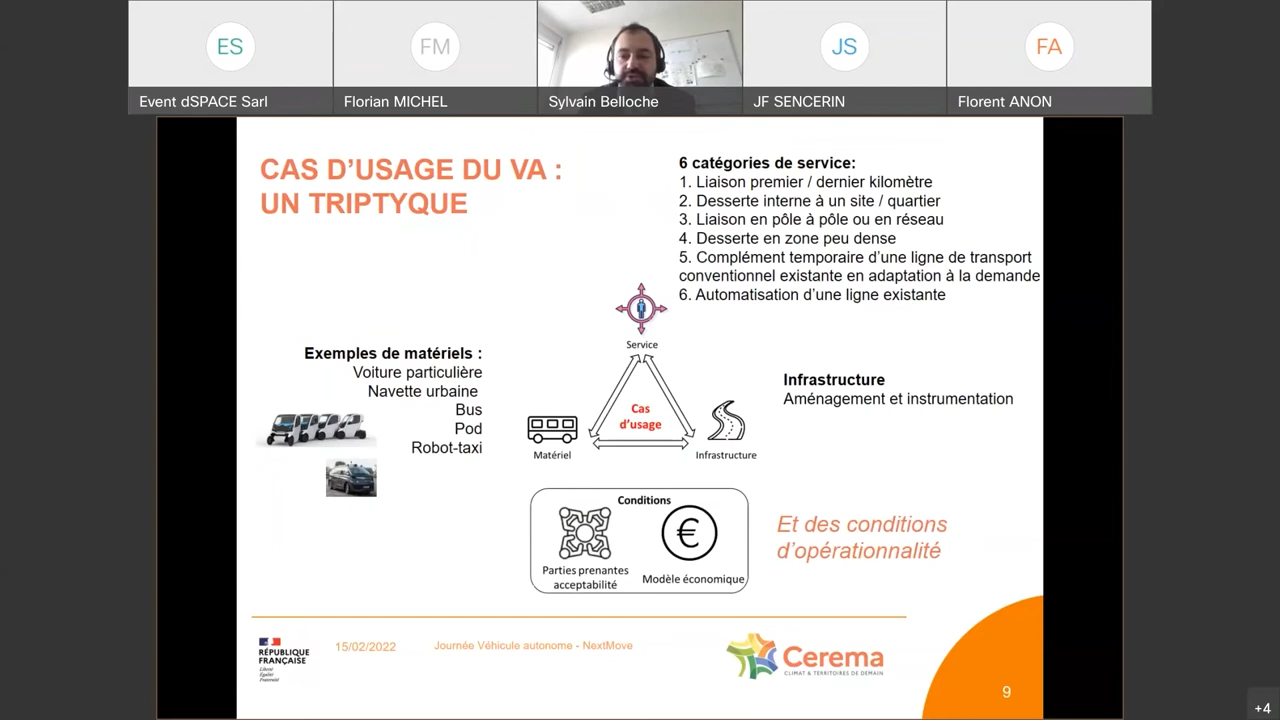 ES
FM
JS
FA
Event dSPACE Sarl
Florian MICHEL
Sylvain Belloche
JF SENCERIN
Florent ANON
CAS D'USAGE DU VA :
UN TRIPTYQUE
6 catégories de service:
1. Liaison premier / dernier kilomètre
2. Desserte interne à un site / quartier
3. Liaison en pôle à pôle ou en réseau
4. Desserte en zone peu dense
5. Complément temporaire d'une ligne de transport
conventionnel existante en adaptation à la demande
6. Automatisation d'une ligne existante
Service
Exemples de matériels :
Voiture particulière
Navette urbaine
Bus
Pod
Robot-taxi
Cas
d'usage
Matériel
Infrastructure
Infrastructure
Aménagement et instrumentation
Conditions
€
Parties prenantes
acceptabilité
Modèle économique
Et des conditions
d'opérationnalité
RÉPUBLIQUE
FRANÇAISE
Liberté
Égalité
Fraternité
15/02/2022
Journée Véhicule autonome - NextMove
Cerema
CLIMAT & TERRITOIRES DE DEMAIN
9
+4